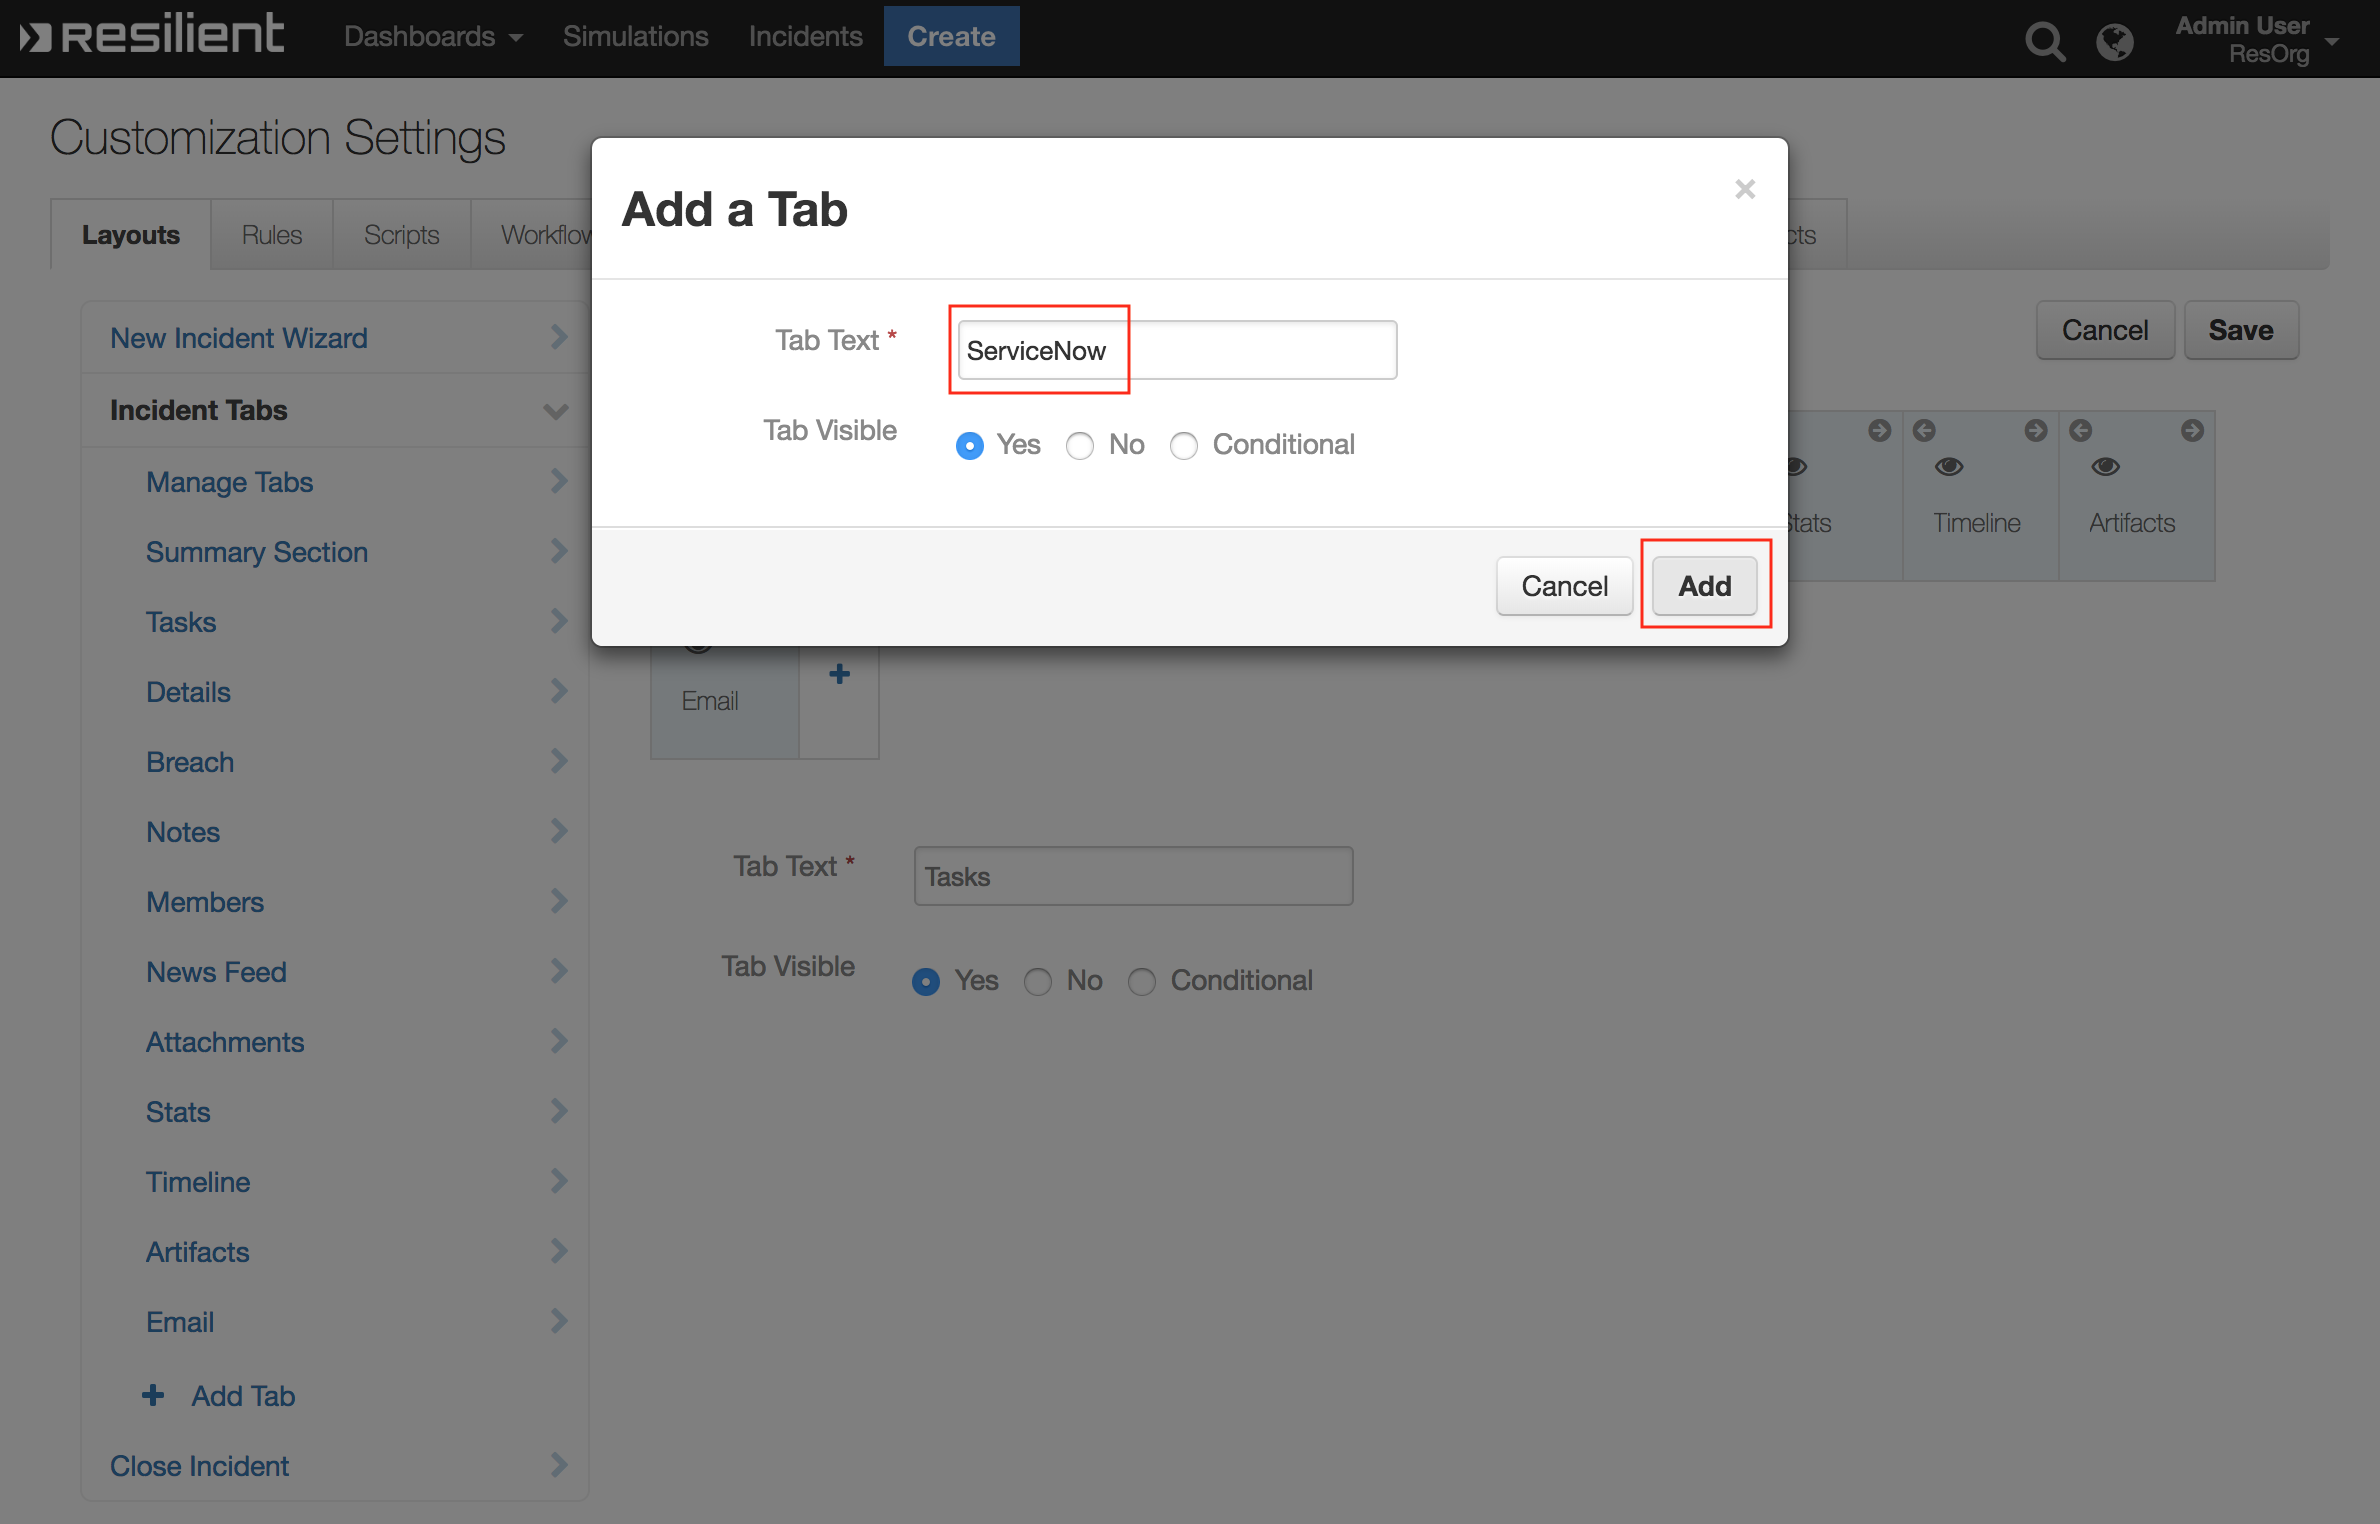 Resilient
Dashboards
Simulations
Incidents
Create
Admin User
ResOrg
Customization Settings
Layouts
Rules
Scripts
Add a Tab
×
Tab Text *
ServiceNow
Tab Visible
Yes
No
Conditional
Cancel
Add
Cancel
Save
New Incident Wizard
Incident Tabs
Manage Tabs
Summary Section
Tasks
Details
Breach
Notes
Members
News Feed
Attachments
Stats
Timeline
Artifacts
Email
Add Tab
Close Incident
Timeline
Artifacts
Email
Tab Text *
Tasks
Tab Visible
Yes
No
Conditional